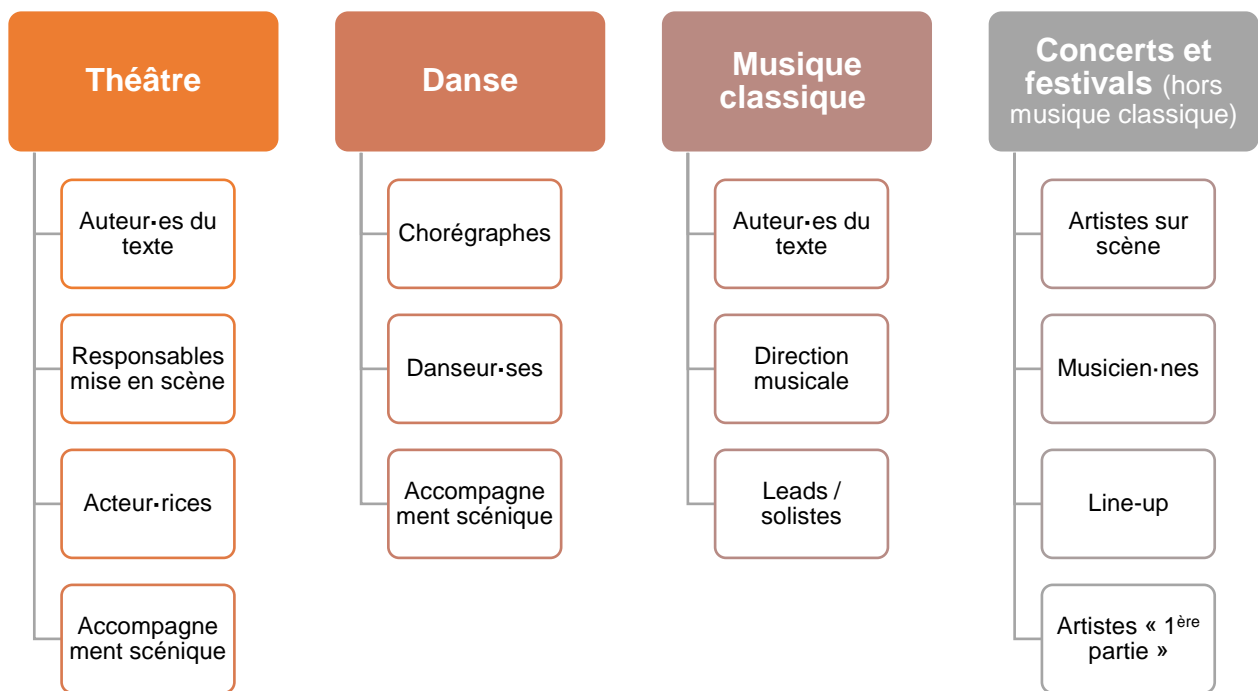 Théâtre
Auteur·es du
texte
Responsables
mise en scène
Acteur·rices
Accompagne
ment scénique
Danse
Chorégraphes
Danseur·ses
Accompagne
ment scénique
Musique
classique
Auteur·es du
texte
Direction
musicale
Leads /
solistes
Concerts et
festivals (hors
musique classique)
Artistes sur
scène
Musicien·nes
Line-up
Artistes « 1ère
partie »